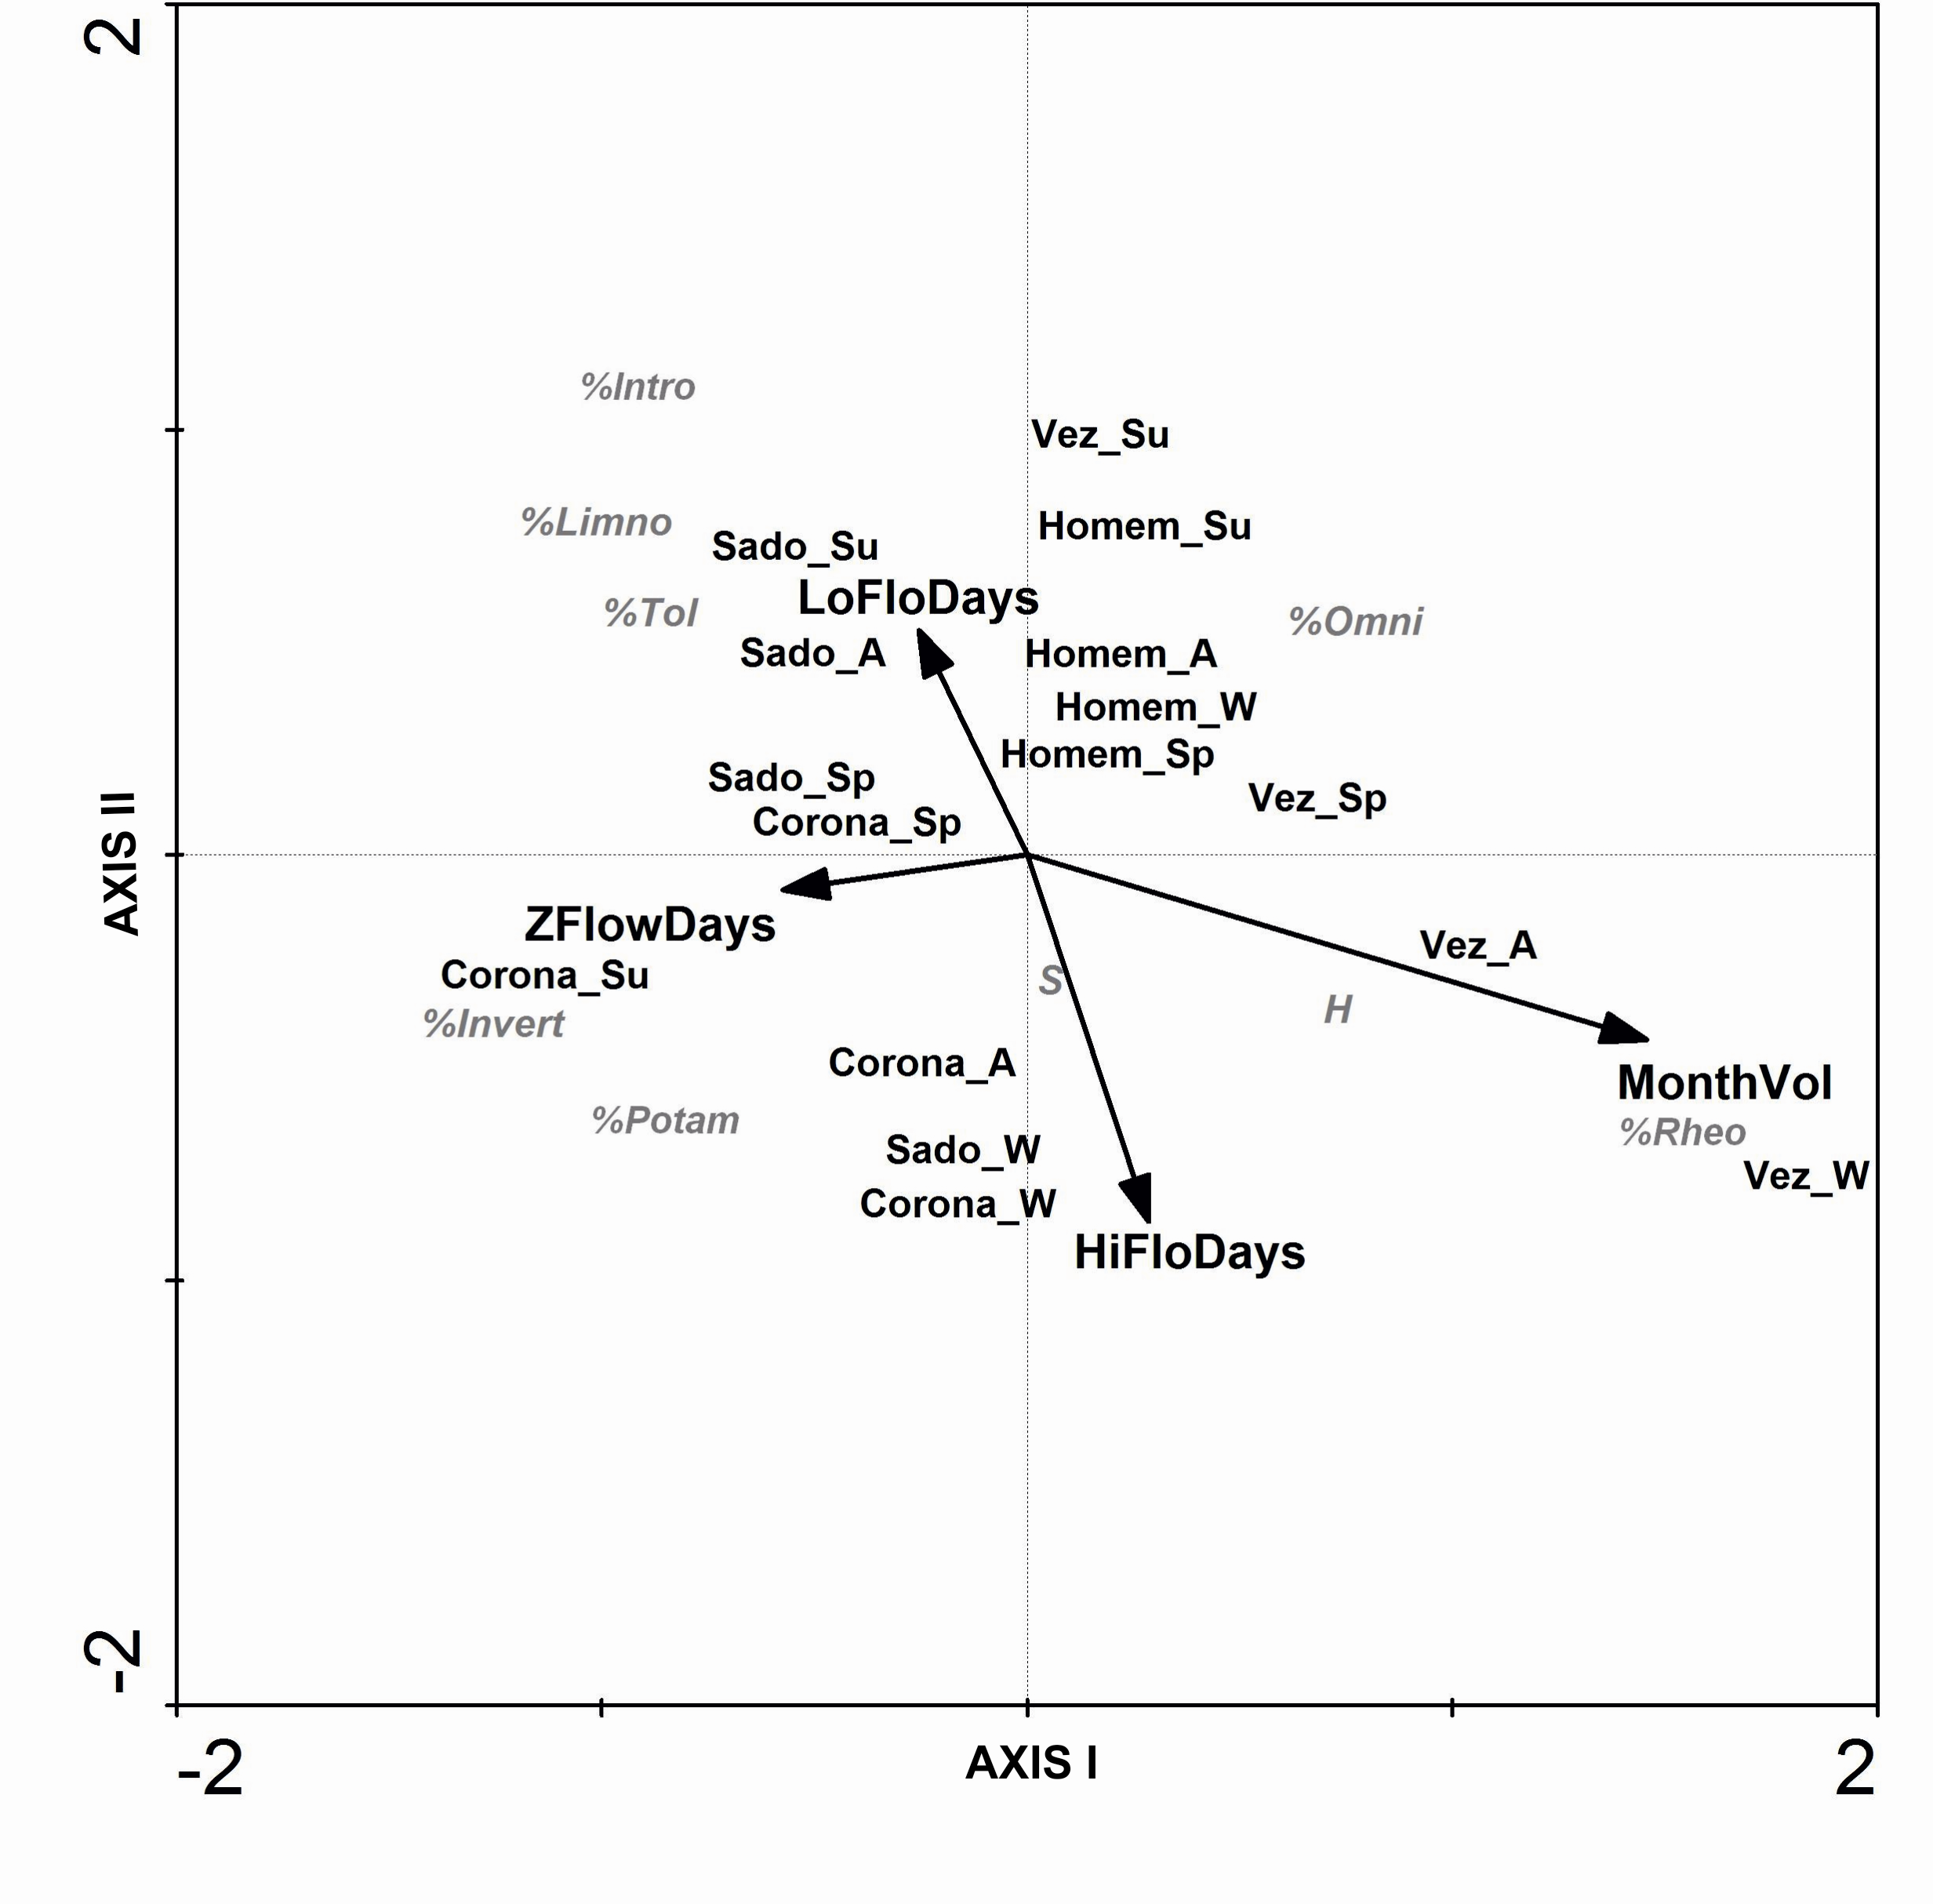 2
%Intro
Vez_Su
%Limno
Homem_Su
Sado_Su
LoFloDays
%Tol
%Omni
Sado_A
Homem_A
Homem_W
Homem_Sp
Sado_Sp
Vez_Sp
Corona_Sp
AXIS II
ZFlowDays
Vez_A
Corona_Su
S
H
%Invert
Corona_A
MonthVol
%Potam
%Rheo
Sado_W
Vez_W
Corona_W
HiFloDays
-2
-2
AXIS I
2